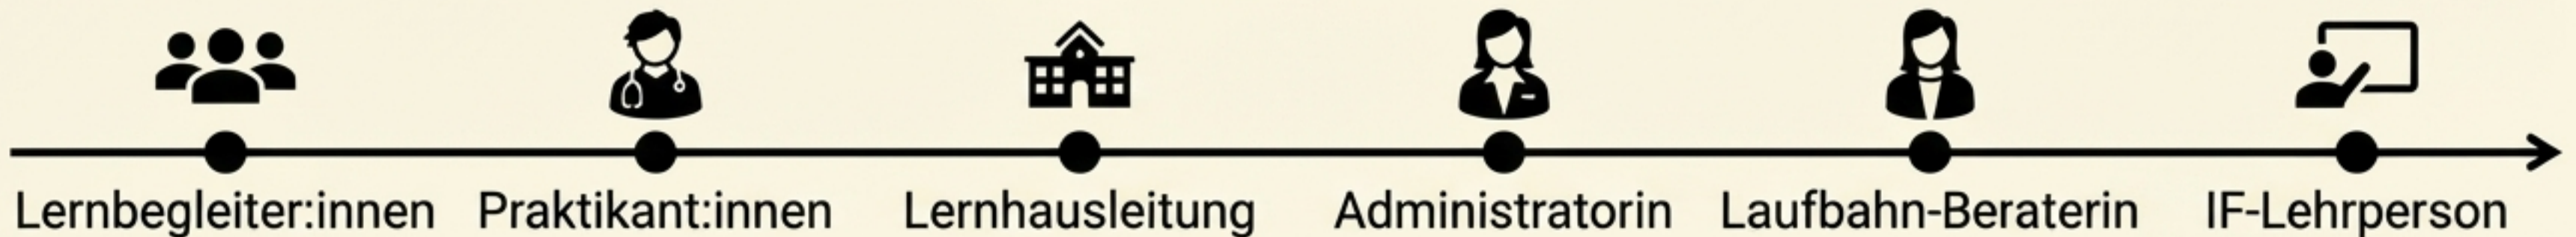 Lernbegleiter:innen Praktikant:innen Lernhausleitung Administratorin Laufbahn-Beraterin IF-Lehrperson